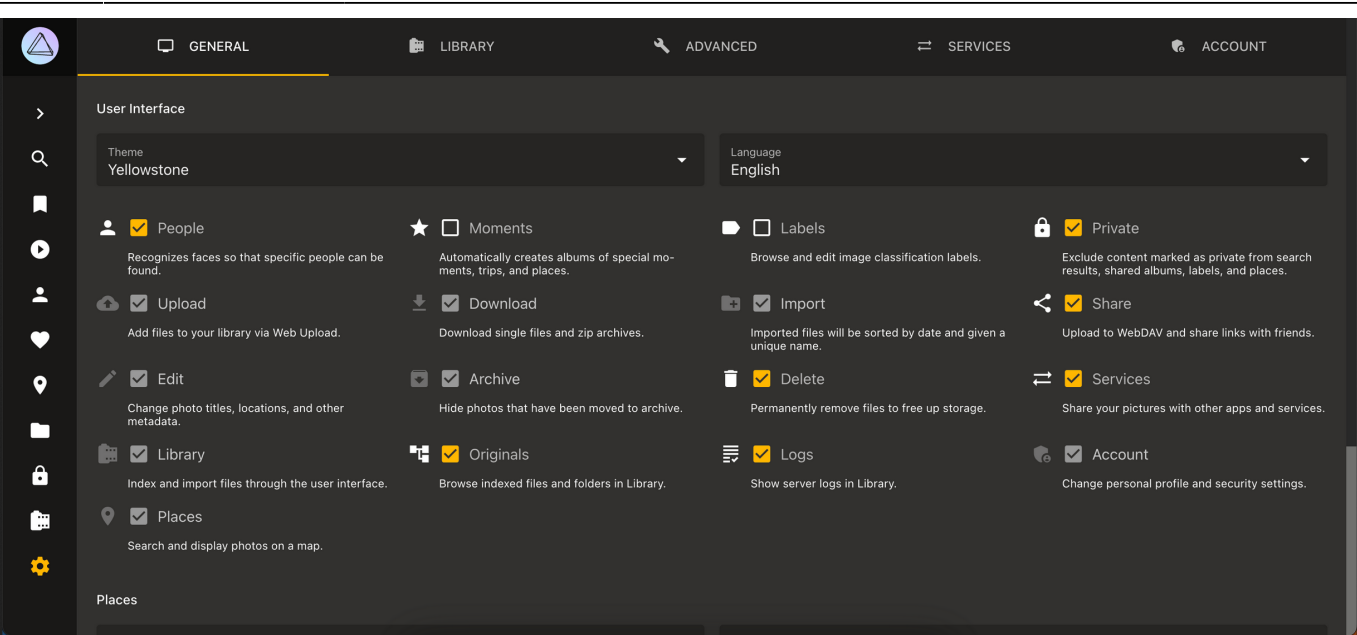 GENERAL
LIBRARY
ADVANCED
SERVICES
ACCOUNT
User Interface
Theme
Yellowstone
Language
English
People
Recognizes faces so that specific people can be
found.
Moments
Automatically creates albums of special mo-
ments, trips, and places.
Labels
Browse and edit image classification labels.
Private
Exclude content marked as private from search
results, shared albums, labels, and places.
Upload
Add files to your library via Web Upload.
Download
Download single files and zip archives.
Import
Imported files will be sorted by date and given a
unique name.
Share
Upload to WebDAV and share links with friends.
Edit
Change photo titles, locations, and other
metadata.
Archive
Hide photos that have been moved to archive.
Delete
Permanently remove files to free up storage.
Services
Share your pictures with other apps and services.
Library
Index and import files through the user interface.
Originals
Browse indexed files and folders in Library.
Logs
Show server logs in Library.
Account
Change personal profile and security settings.
Places
Search and display photos on a map.
Places